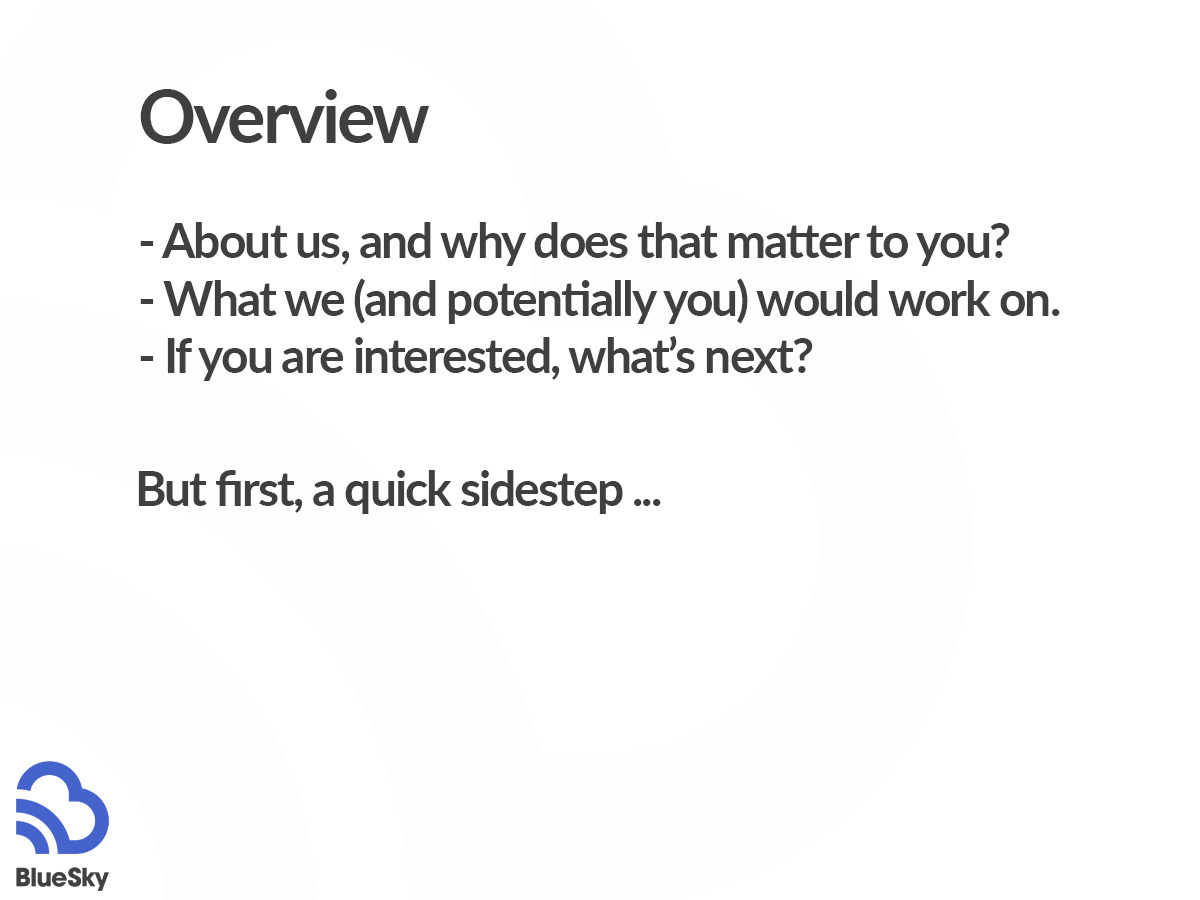 Overview
- About us, and why does that matter to you?
- What we (and potentially you) would work on.
- If you are interested, what’s next?
But first, a quick sidestep ...
BlueSky